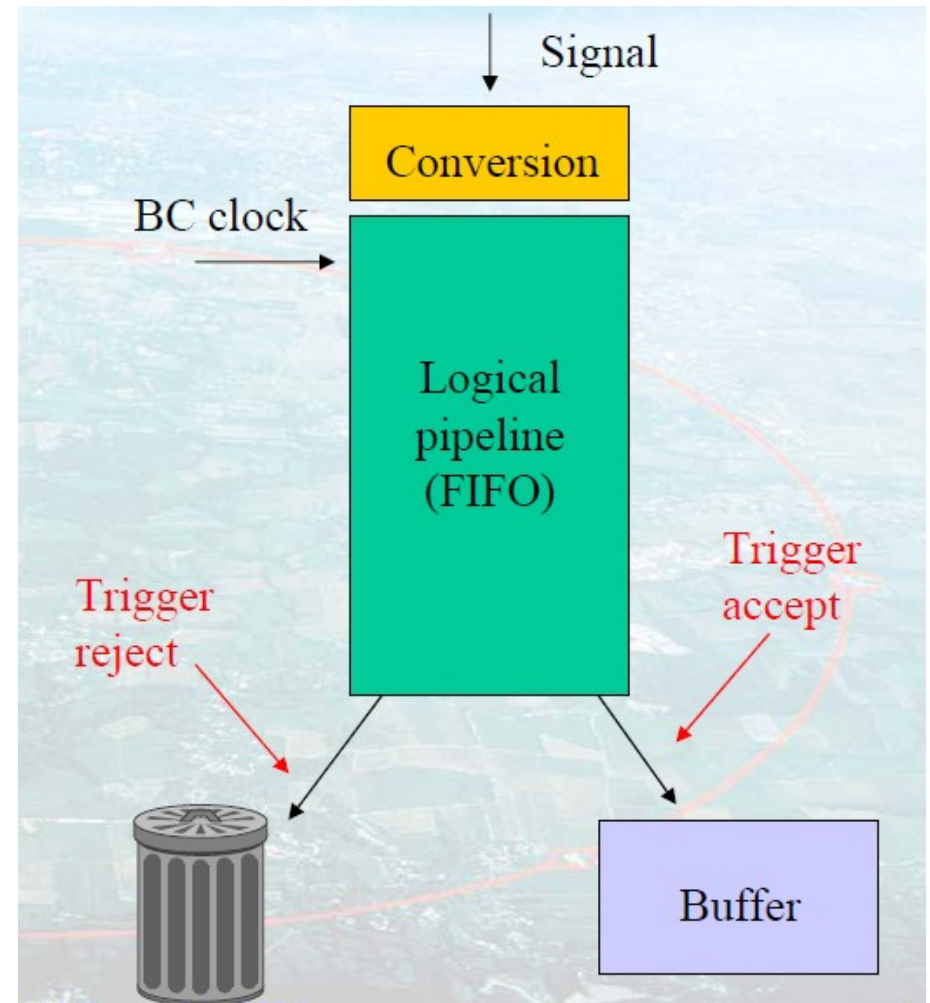 Signal
Conversion
BC clock
Logical
pipeline
(FIFO)
Trigger
accept
Trigger
reject
Buffer